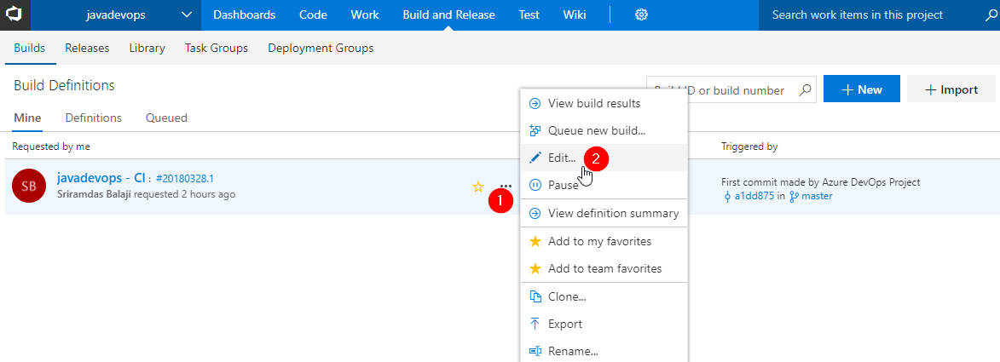 javadevops Dashboards Code Work Build and Release Test Wiki Search work items in this project
Builds Releases Library Task Groups Deployment Groups
Build Definitions
ID or build number New Import
Mine Definitions Queued
Requested by me Triggered by
SB
javadevops - CI : #20180328.1
Sriramdas Balaji requested 2 hours ago
1
View build results
Queue new build...
Edit... 2
Pause
View definition summary
Add to my favorites
Add to team favorites
Clone...
Export
Rename...
First commit made by Azure DevOps Project
a1dd875 in master